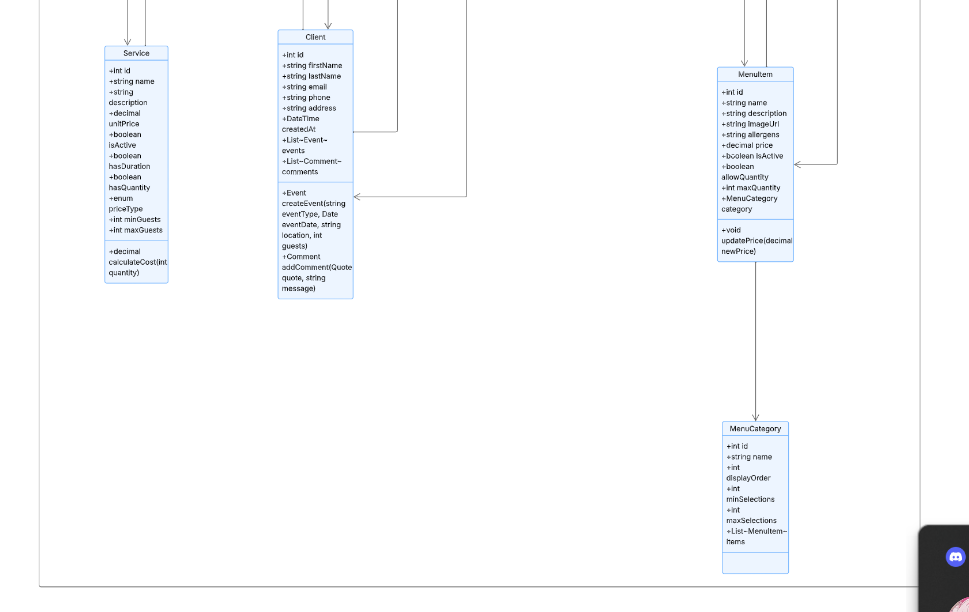 Service
+int id
+string name
+string
description
+decimal
unitPrice
+boolean
isActive
+boolean
hasDuration
+boolean
hasQuantity
+enum
priceType
+int minGuests
+int maxGuests
+decimal
calculateCost(int
quantity)
Client
+int id
+string firstName
+string lastName
+string email
+string phone
+string address
+DateTime
createdAt
+List~Event~
events
+List~Comment~
comments
+Event
createEvent(string
eventType, Date
eventDate, string
location, int
guests)
+Comment
addComment(Quote
quote, string
message)
MenuItem
+int id
+string name
+string description
+string imageUrl
+string allergens
+decimal price
+boolean isActive
+boolean
allowQuantity
+int maxQuantity
+MenuCategory
category
+void
updatePrice(decimal
newPrice)
MenuCategory
+int id
+string name
+int
displayOrder
+int
minSelections
+int
maxSelections
+List~MenuItem~
items